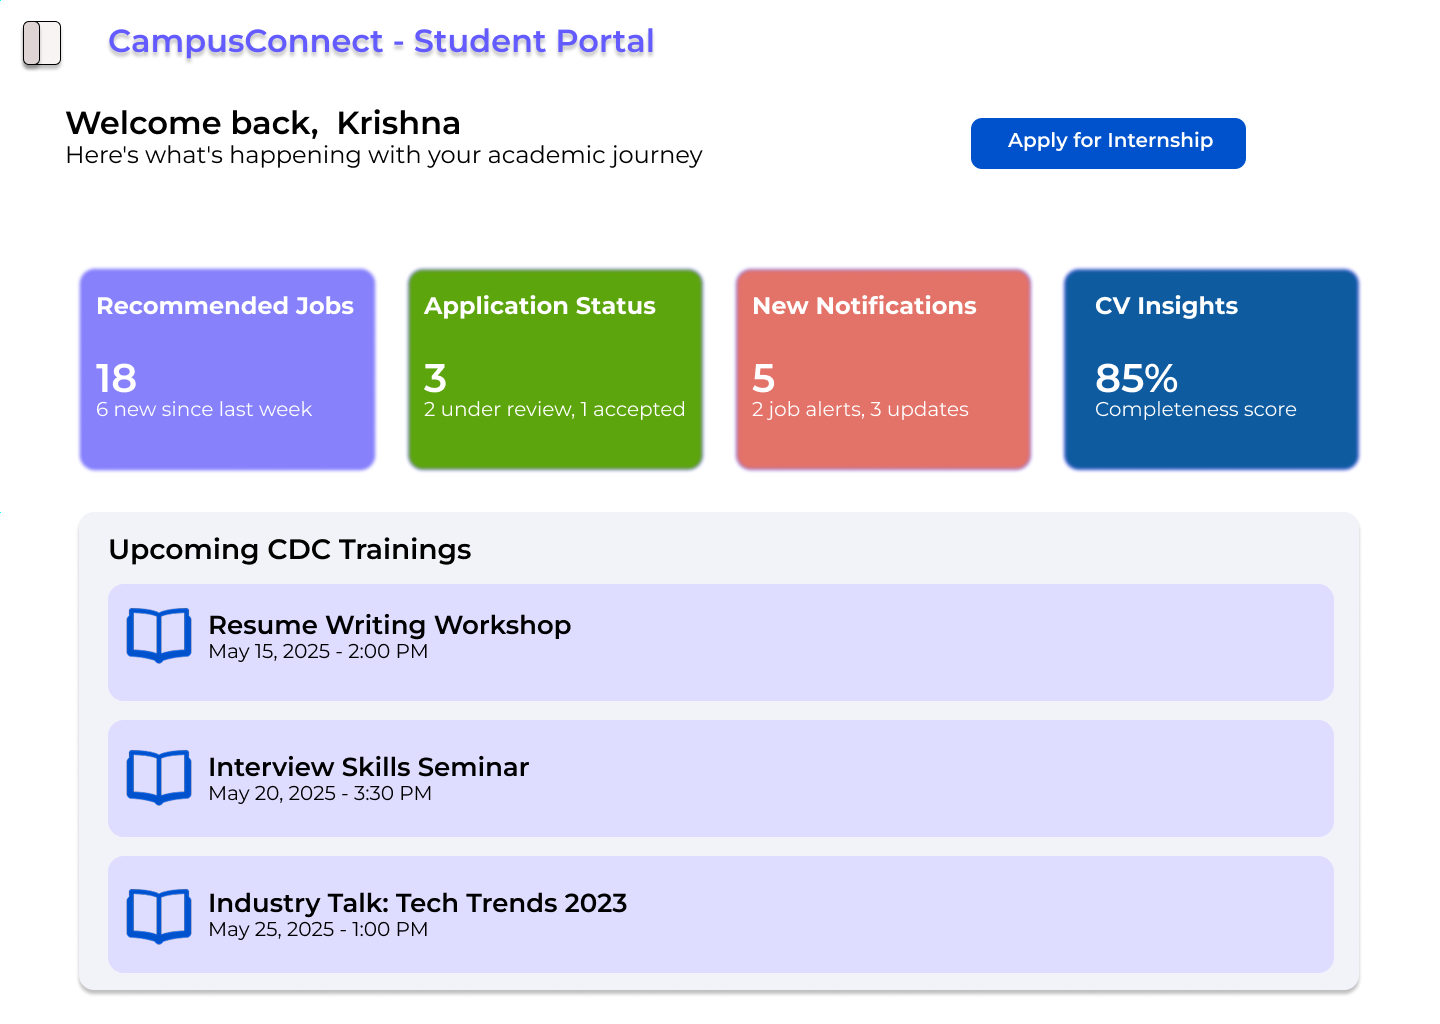 CampusConnect - Student Portal
Welcome back,  Krishna
Here's what's happening with your academic journey
Apply for Internship
Recommended Jobs
18
6 new since last week
Application Status
3
2 under review, 1 accepted
New Notifications
5
2 job alerts, 3 updates
CV Insights
85%
Completeness score
Upcoming CDC Trainings
Resume Writing Workshop
May 15, 2025 - 2:00 PM
Interview Skills Seminar
May 20, 2025 - 3:30 PM
Industry Talk: Tech Trends 2023
May 25, 2025 - 1:00 PM